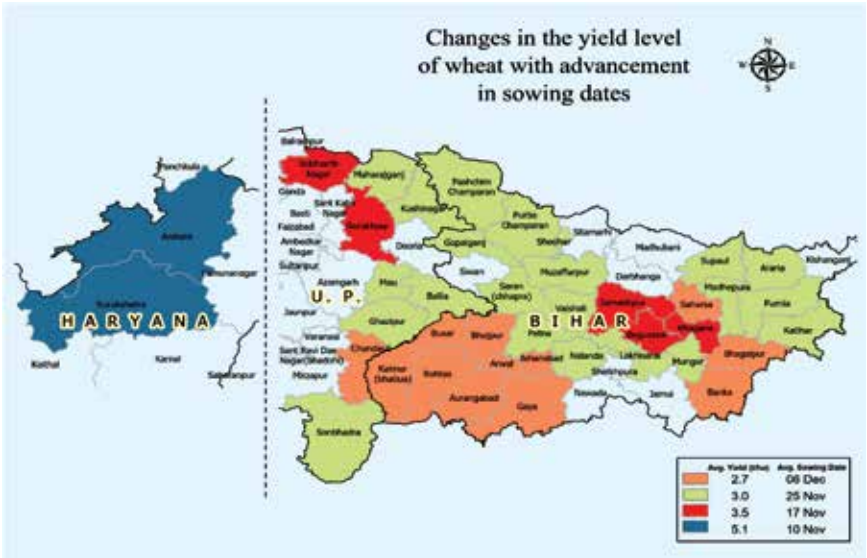 Changes in the yield level
of wheat with advancement
in sowing dates
N
W E
S
Balrampur
Panchkula
Siddharth
Nagar
Maharajganj
Pashchim
Champaran
Gonda
Sant Kabir
Nagar
Basti
Kushinagar
Purba
Champaran
Ambala
Faizabad
Gorakhpur
Sheohar
Sitamarhi
Ambedkar
Nagar
Deoria
Gopalganj
Madhubani
Kishanganj
Yamunanagar
Sultanpur
Siwan
Muzaffarpur
Darbhanga
Supaul
Araria
Azamgarh
Mau
Saran
(chhapra)
Madhepura
Kurukshetra
U. P.
Ballia
Vaishali
Samastipur
Saharsa
Purnia
HARYANA
Jaunpur
BIHAR
Ghazipur
Patna
Begusarai
Khagaria
Katihar
Varanasi
Buxar
Bhojpur
Kaithal
Karnal
Sant Ravi Das
Nagar(bhadohi)
Chandauli
Jehanabad
Nalanda
Lakhisarai
Munger
Bhagalpur
Saharanpur
Mirzapur
Kaimur
(bhabua)
Rohtas
Arwal
Sheikhpura
Aurangabad
Gaya
Nawada
Jamui
Banka
Sonbhadra
Avg. Yield (t/ha) Avg. Sowing Date
2.7 06 Dec
3.0 25 Nov
3.5 17 Nov
5.1 10 Nov